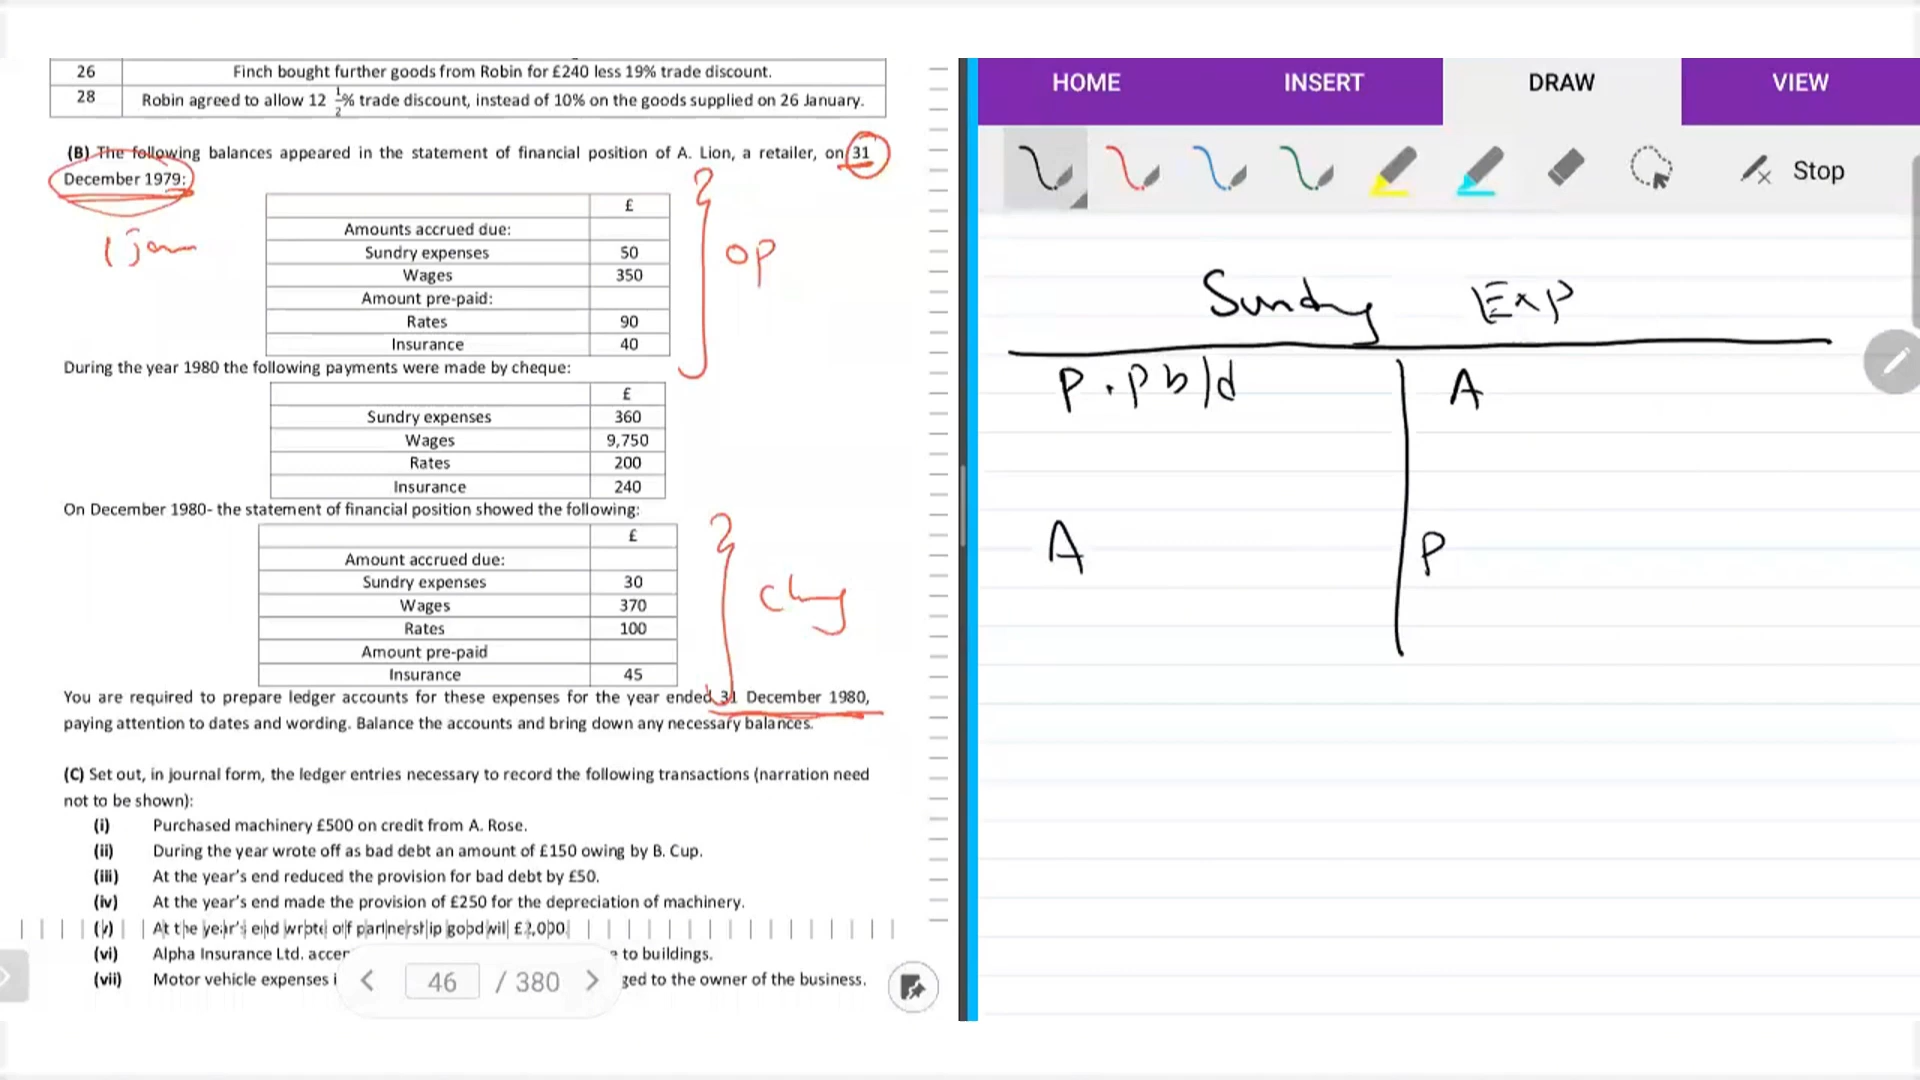 26 Finch bought further goods from Robin for £240 less 19% trade discount.
28 Robin agreed to allow 12 1/2% trade discount, instead of 10% on the goods supplied on 26 January.
(B) The following balances appeared in the statement of financial position of A. Lion, a retailer, on 31
December 1979:
1 jan
£
Amounts accrued due:
Sundry expenses 50
Wages 350
Amount pre-paid:
Rates 90
Insurance 40
op
During the year 1980 the following payments were made by cheque:
£
Sundry expenses 360
Wages 9,750
Rates 200
Insurance 240
On December 1980- the statement of financial position showed the following:
£
Amount accrued due:
Sundry expenses 30
Wages 370
Rates 100
Amount pre-paid
Insurance 45
You are required to prepare ledger accounts for these expenses for the year ended 31 December 1980,
paying attention to dates and wording. Balance the accounts and bring down any necessary balances.
(C) Set out, in journal form, the ledger entries necessary to record the following transactions (narration need
not to be shown):
(i) Purchased machinery £500 on credit from A. Rose.
(ii) During the year wrote off as bad debt an amount of £150 owing by B. Cup.
(iii) At the year's end reduced the provision for bad debt by £50.
(iv) At the year's end made the provision of £250 for the depreciation of machinery.
(v) At the year's end wrote off partnership goodwill £2,000.
(vi) Alpha Insurance Ltd. to buildings.
(vii) Motor vehicle expenses ged to the owner of the business.
46 / 380
HOME INSERT DRAW VIEW
Stop
Sundry Exp
P.P b/d A
A P